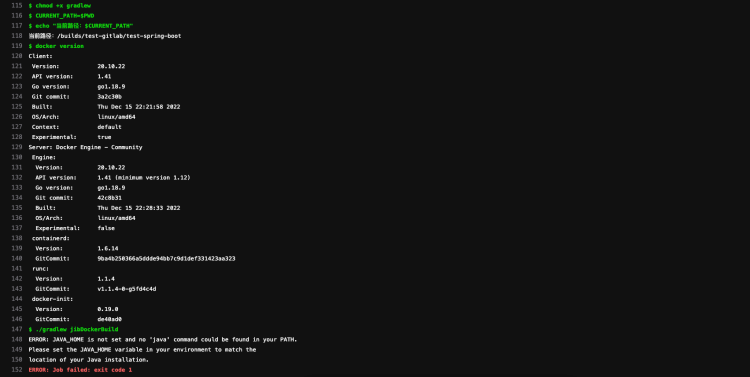 115 $ chmod +x gradlew
116 $ CURRENT_PATH=$PWD
117 $ echo "当前路径: $CURRENT_PATH"
118 当前路径: /builds/test-gitlab/test-spring-boot
119 $ docker version
120 Client:
121 Version: 20.10.22
122 API version: 1.41
123 Go version: go1.18.9
124 Git commit: 3a2c30b
125 Built: Thu Dec 15 22:21:58 2022
126 OS/Arch: linux/amd64
127 Context: default
128 Experimental: true
129 Server: Docker Engine - Community
130 Engine:
131 Version: 20.10.22
132 API version: 1.41 (minimum version 1.12)
133 Go version: go1.18.9
134 Git commit: 42c8b31
135 Built: Thu Dec 15 22:28:33 2022
136 OS/Arch: linux/amd64
137 Experimental: false
138 containerd:
139 Version: 1.6.14
140 GitCommit: 9ba4b250366a5ddde94bb7c9d1def331423aa323
141 runc:
142 Version: 1.1.4
143 GitCommit: v1.1.4-0-g5fd4c4d
144 docker-init:
145 Version: 0.19.0
146 GitCommit: de40ad0
147 $ ./gradlew jibDockerBuild
148 ERROR: JAVA_HOME is not set and no 'java' command could be found in your PATH.
149 Please set the JAVA_HOME variable in your environment to match the
150 location of your Java installation.
152 ERROR: Job failed: exit code 1